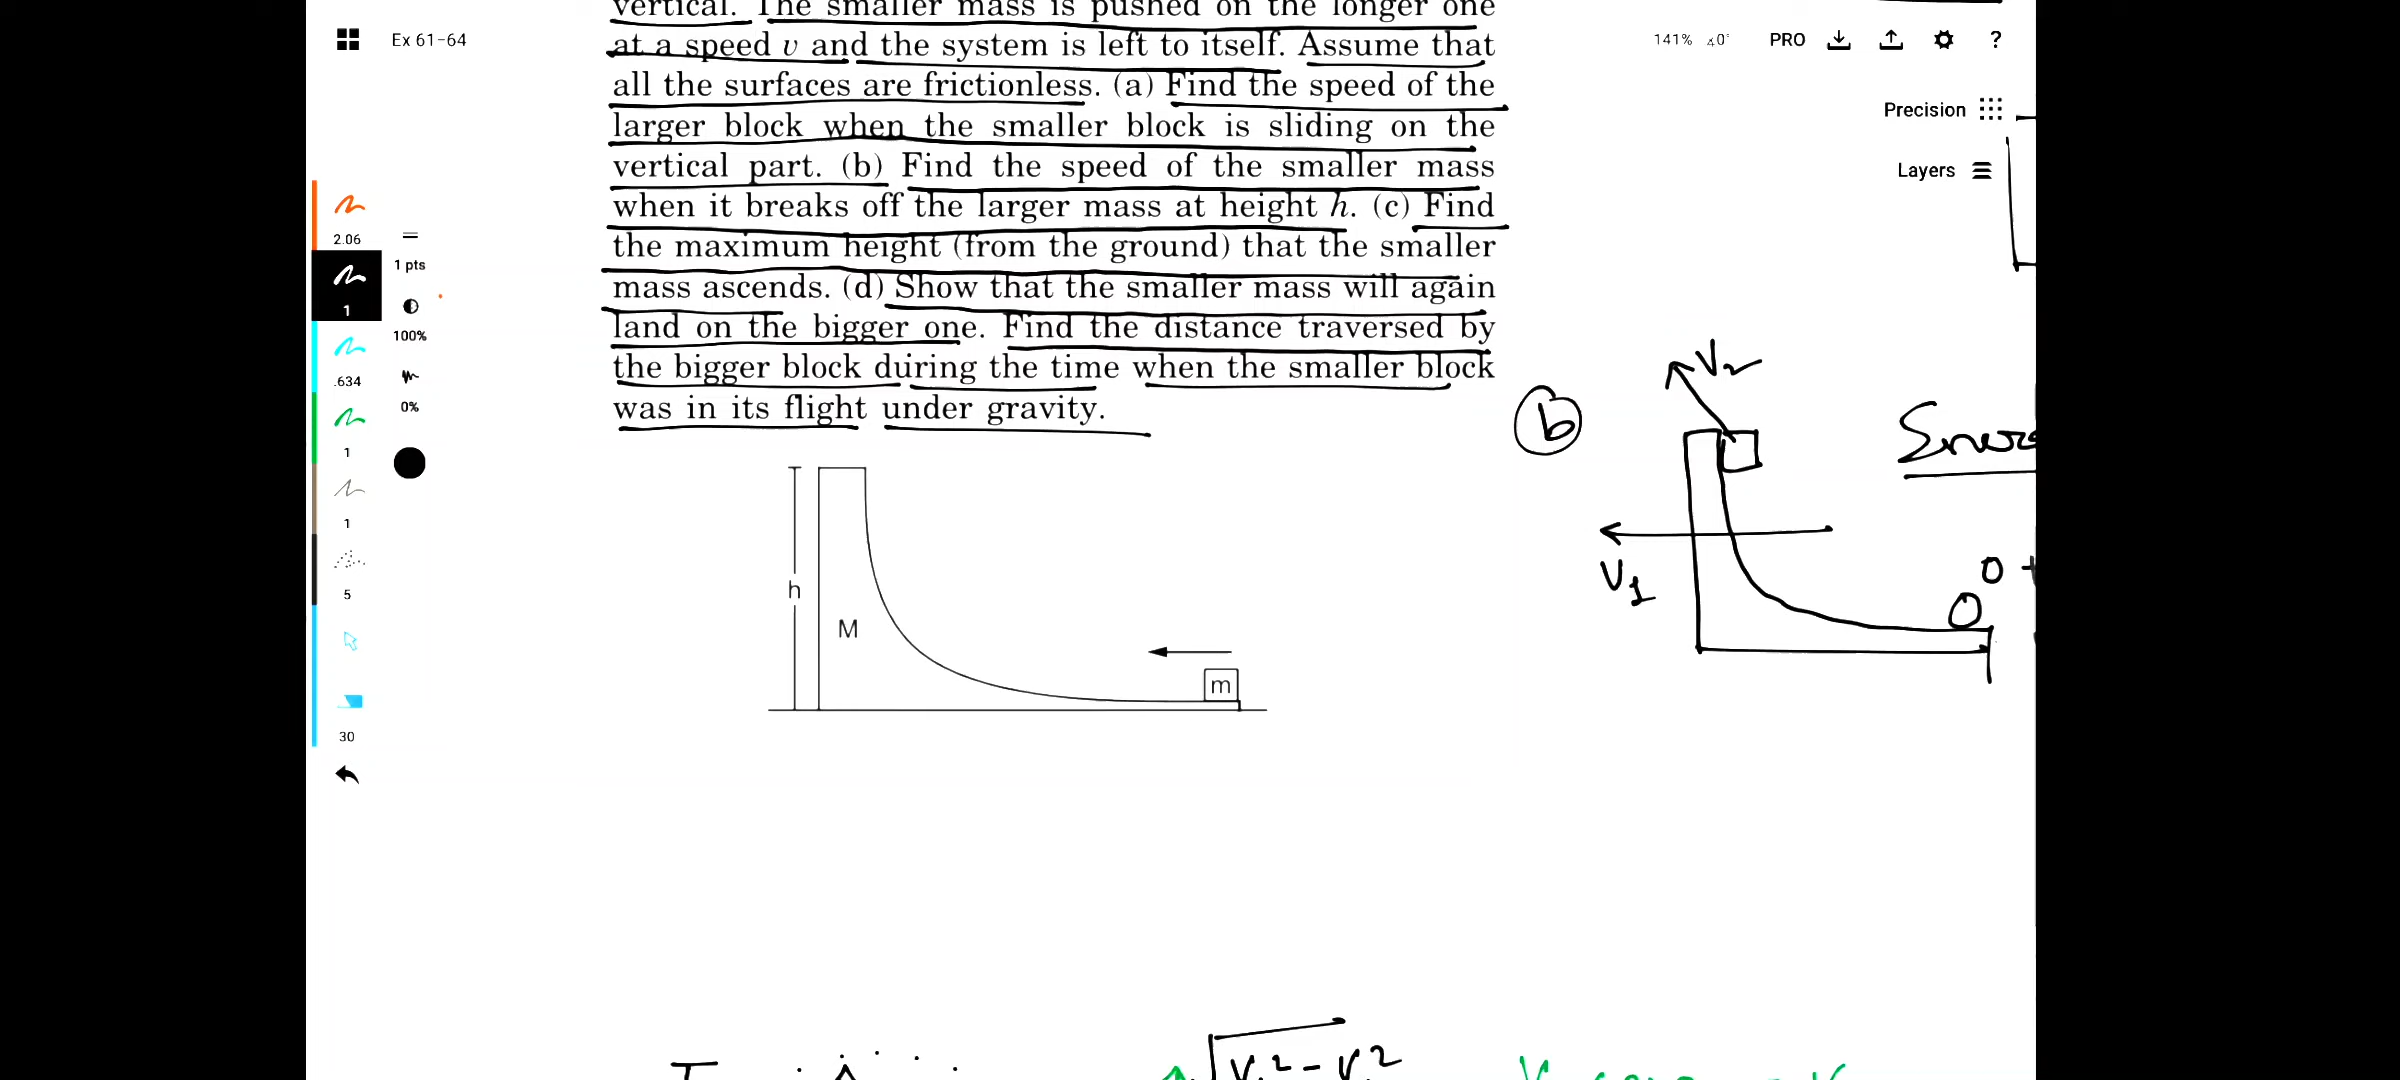 vertical. The smaller mass is pushed on the longer one
Ex 61-64
141% 40°
PRO
?
at a speed v and the system is left to itself. Assume that
all the surfaces are frictionless. (a) Find the speed of the
Precision
larger block when the smaller block is sliding on the
vertical part. (b) Find the speed of the smaller mass
Layers
when it breaks off the larger mass at height h. (c) Find
2.06
the maximum height (from the ground) that the smaller
1 pts
mass ascends. (d) Show that the smaller mass will again
1
land on the bigger one. Find the distance traversed by
100%
the bigger block during the time when the smaller block
.634
was in its flight under gravity.
0%
V2
b
1
1
5
30
h
M
m
V1
0
√V2² - V1²